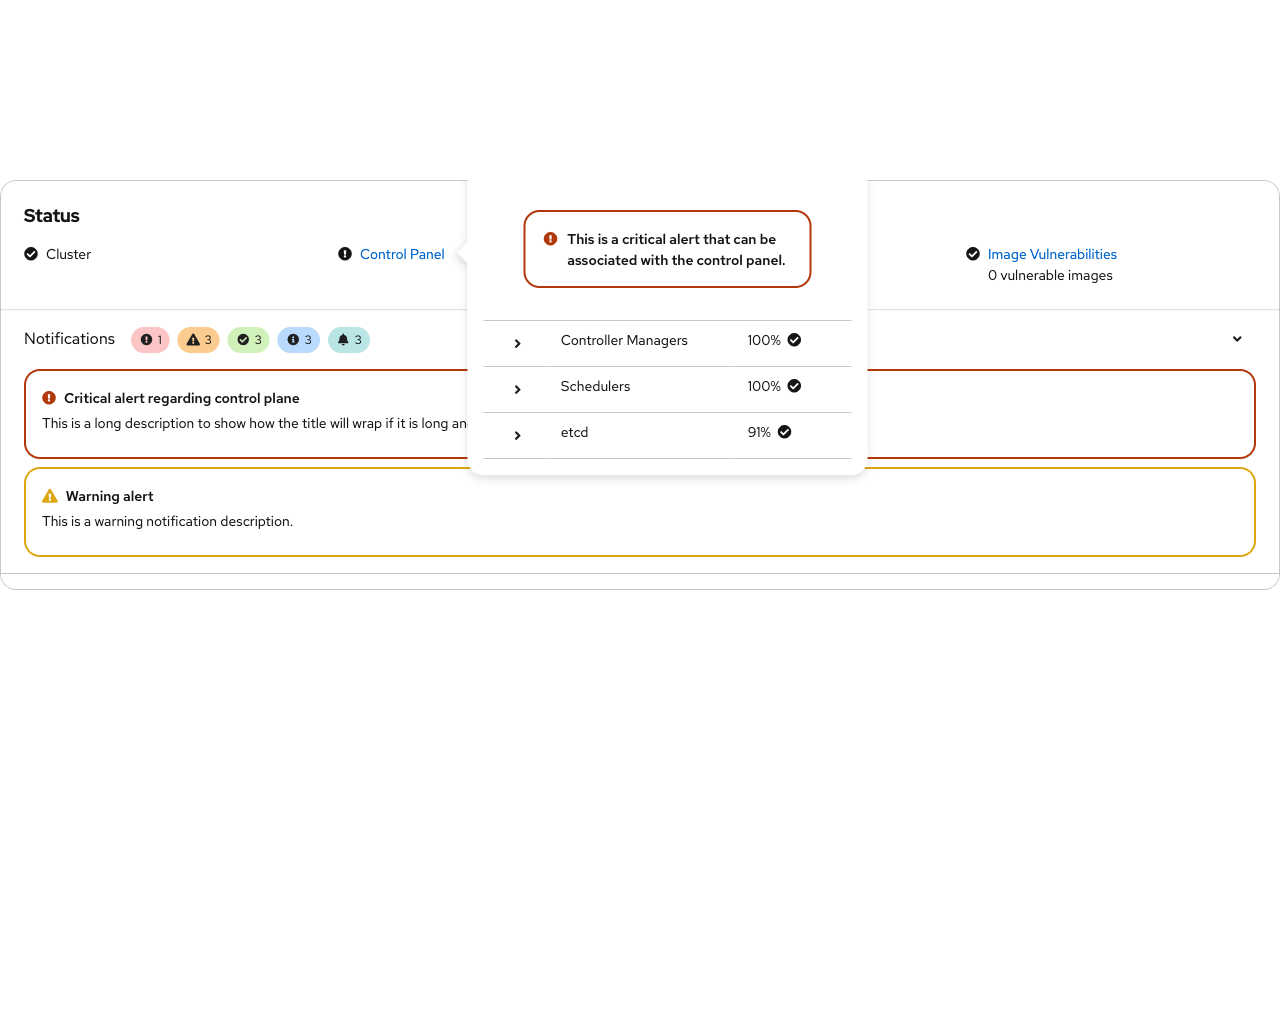 Status
Cluster
Control Panel
This is a critical alert that can be
associated with the control panel.
Controller Managers 100%
Schedulers 100%
etcd 91%
Image Vulnerabilities
0 vulnerable images
Notifications 1 3 3 3 3
Critical alert regarding control plane
This is a long description to show how the title will wrap if it is long
Warning alert
This is a warning notification description.